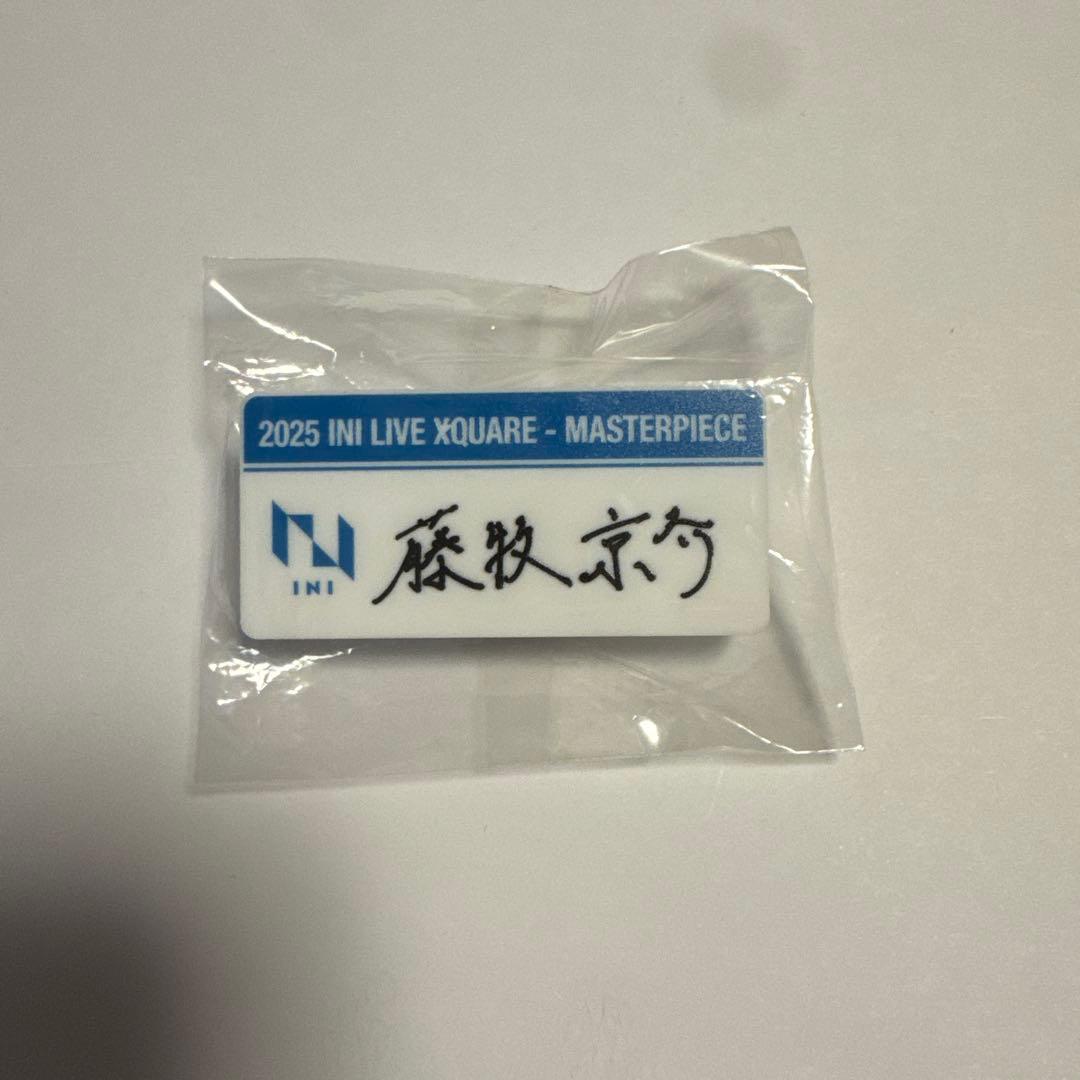 2025 INI LIVE XQUARE - MASTERPIECE
藤牧京介
INI